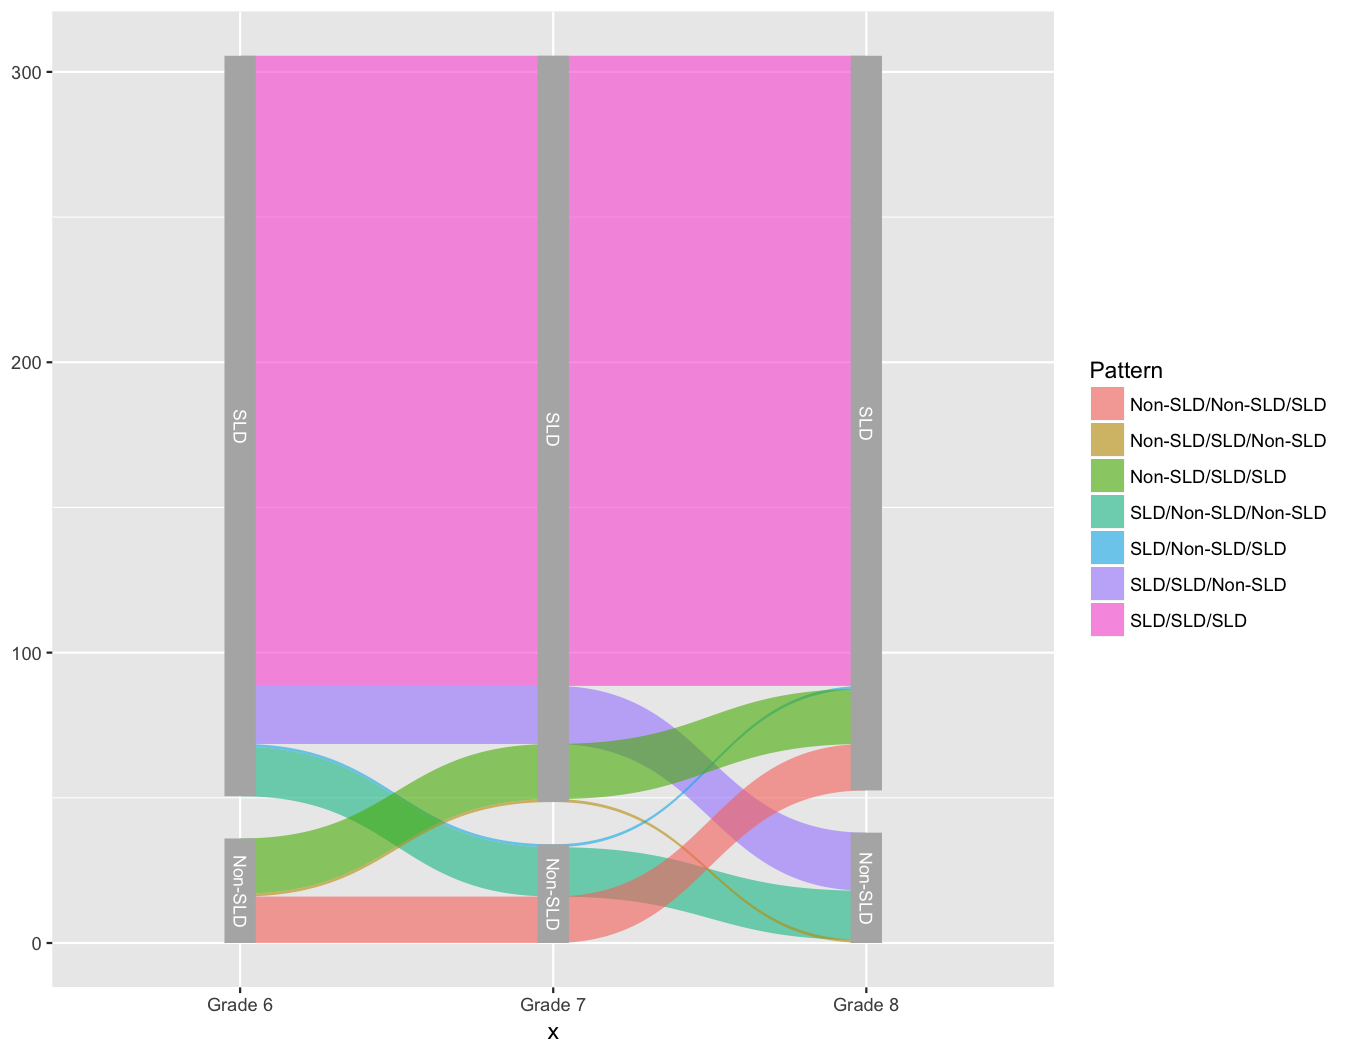 300
200
100
0
SLD
SLD
SLD
Non-SLD
Non-SLD
Non-SLD
Grade 6
Grade 7
Grade 8
x
Pattern
Non-SLD/Non-SLD/SLD
Non-SLD/SLD/Non-SLD
Non-SLD/SLD/SLD
SLD/Non-SLD/Non-SLD
SLD/Non-SLD/SLD
SLD/SLD/Non-SLD
SLD/SLD/SLD